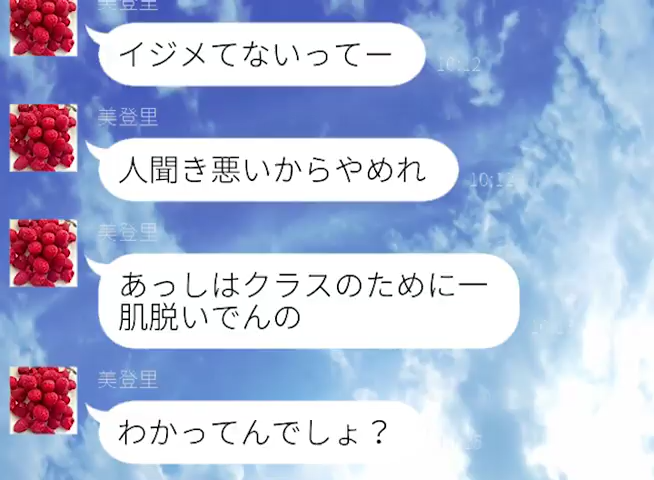 美登里
イジメてないってー
10:12
美登里
人聞き悪いからやめれ
美登里
あっしはクラスのために一
肌脱いでんの
美登里
わかってんでしょ？